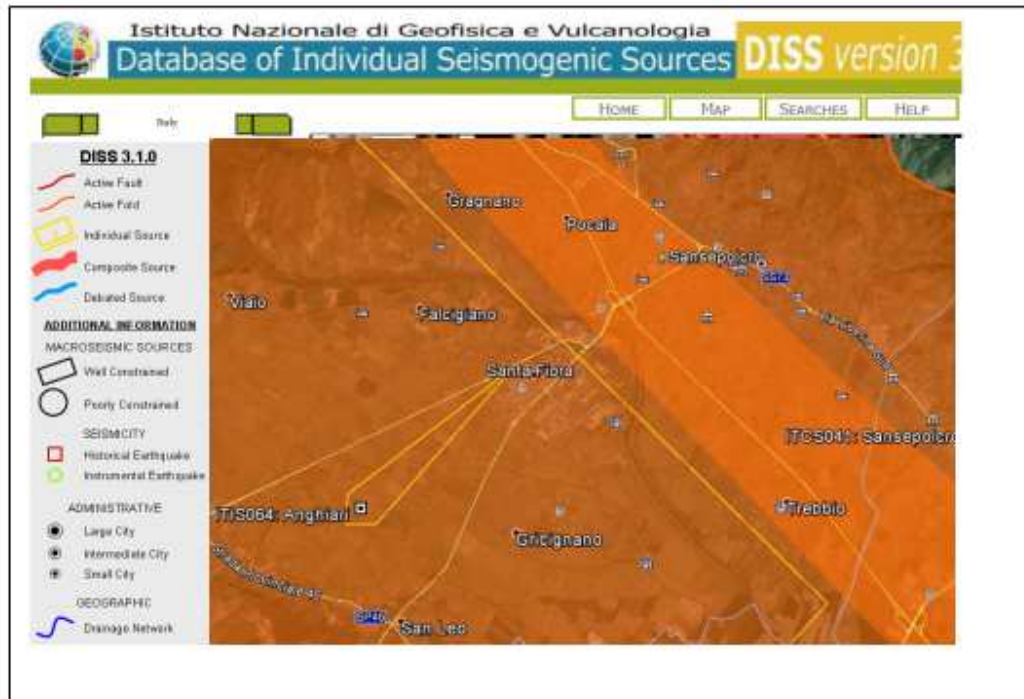 Istituto Nazionale di Geofisica e Vulcanologia
Database of Individual Seismogenic Sources
DISS version 3
HOME MAP SEARCHES HELP
Italy
DISS 3.1.0
Active Fault
Active Fold
Individual Source
Composite Source
Debated Source
ADDITIONAL INFORMATION
MACROSEISMIC SOURCES
Well Constrained
Poorly Constrained
SEISMICITY
Historical Earthquake
Instrumental Earthquake
ADMINISTRATIVE
Large City
Intermediate City
Small City
GEOGRAPHIC
Drainage Network
Gragnano
Pocaia
Sansepolcro
Viaio
Falcigiano
Santa Fiora
ITCS041: Sansepolcro
ITIS064: Anghiari
Trebbio
Gricignano
San Leo